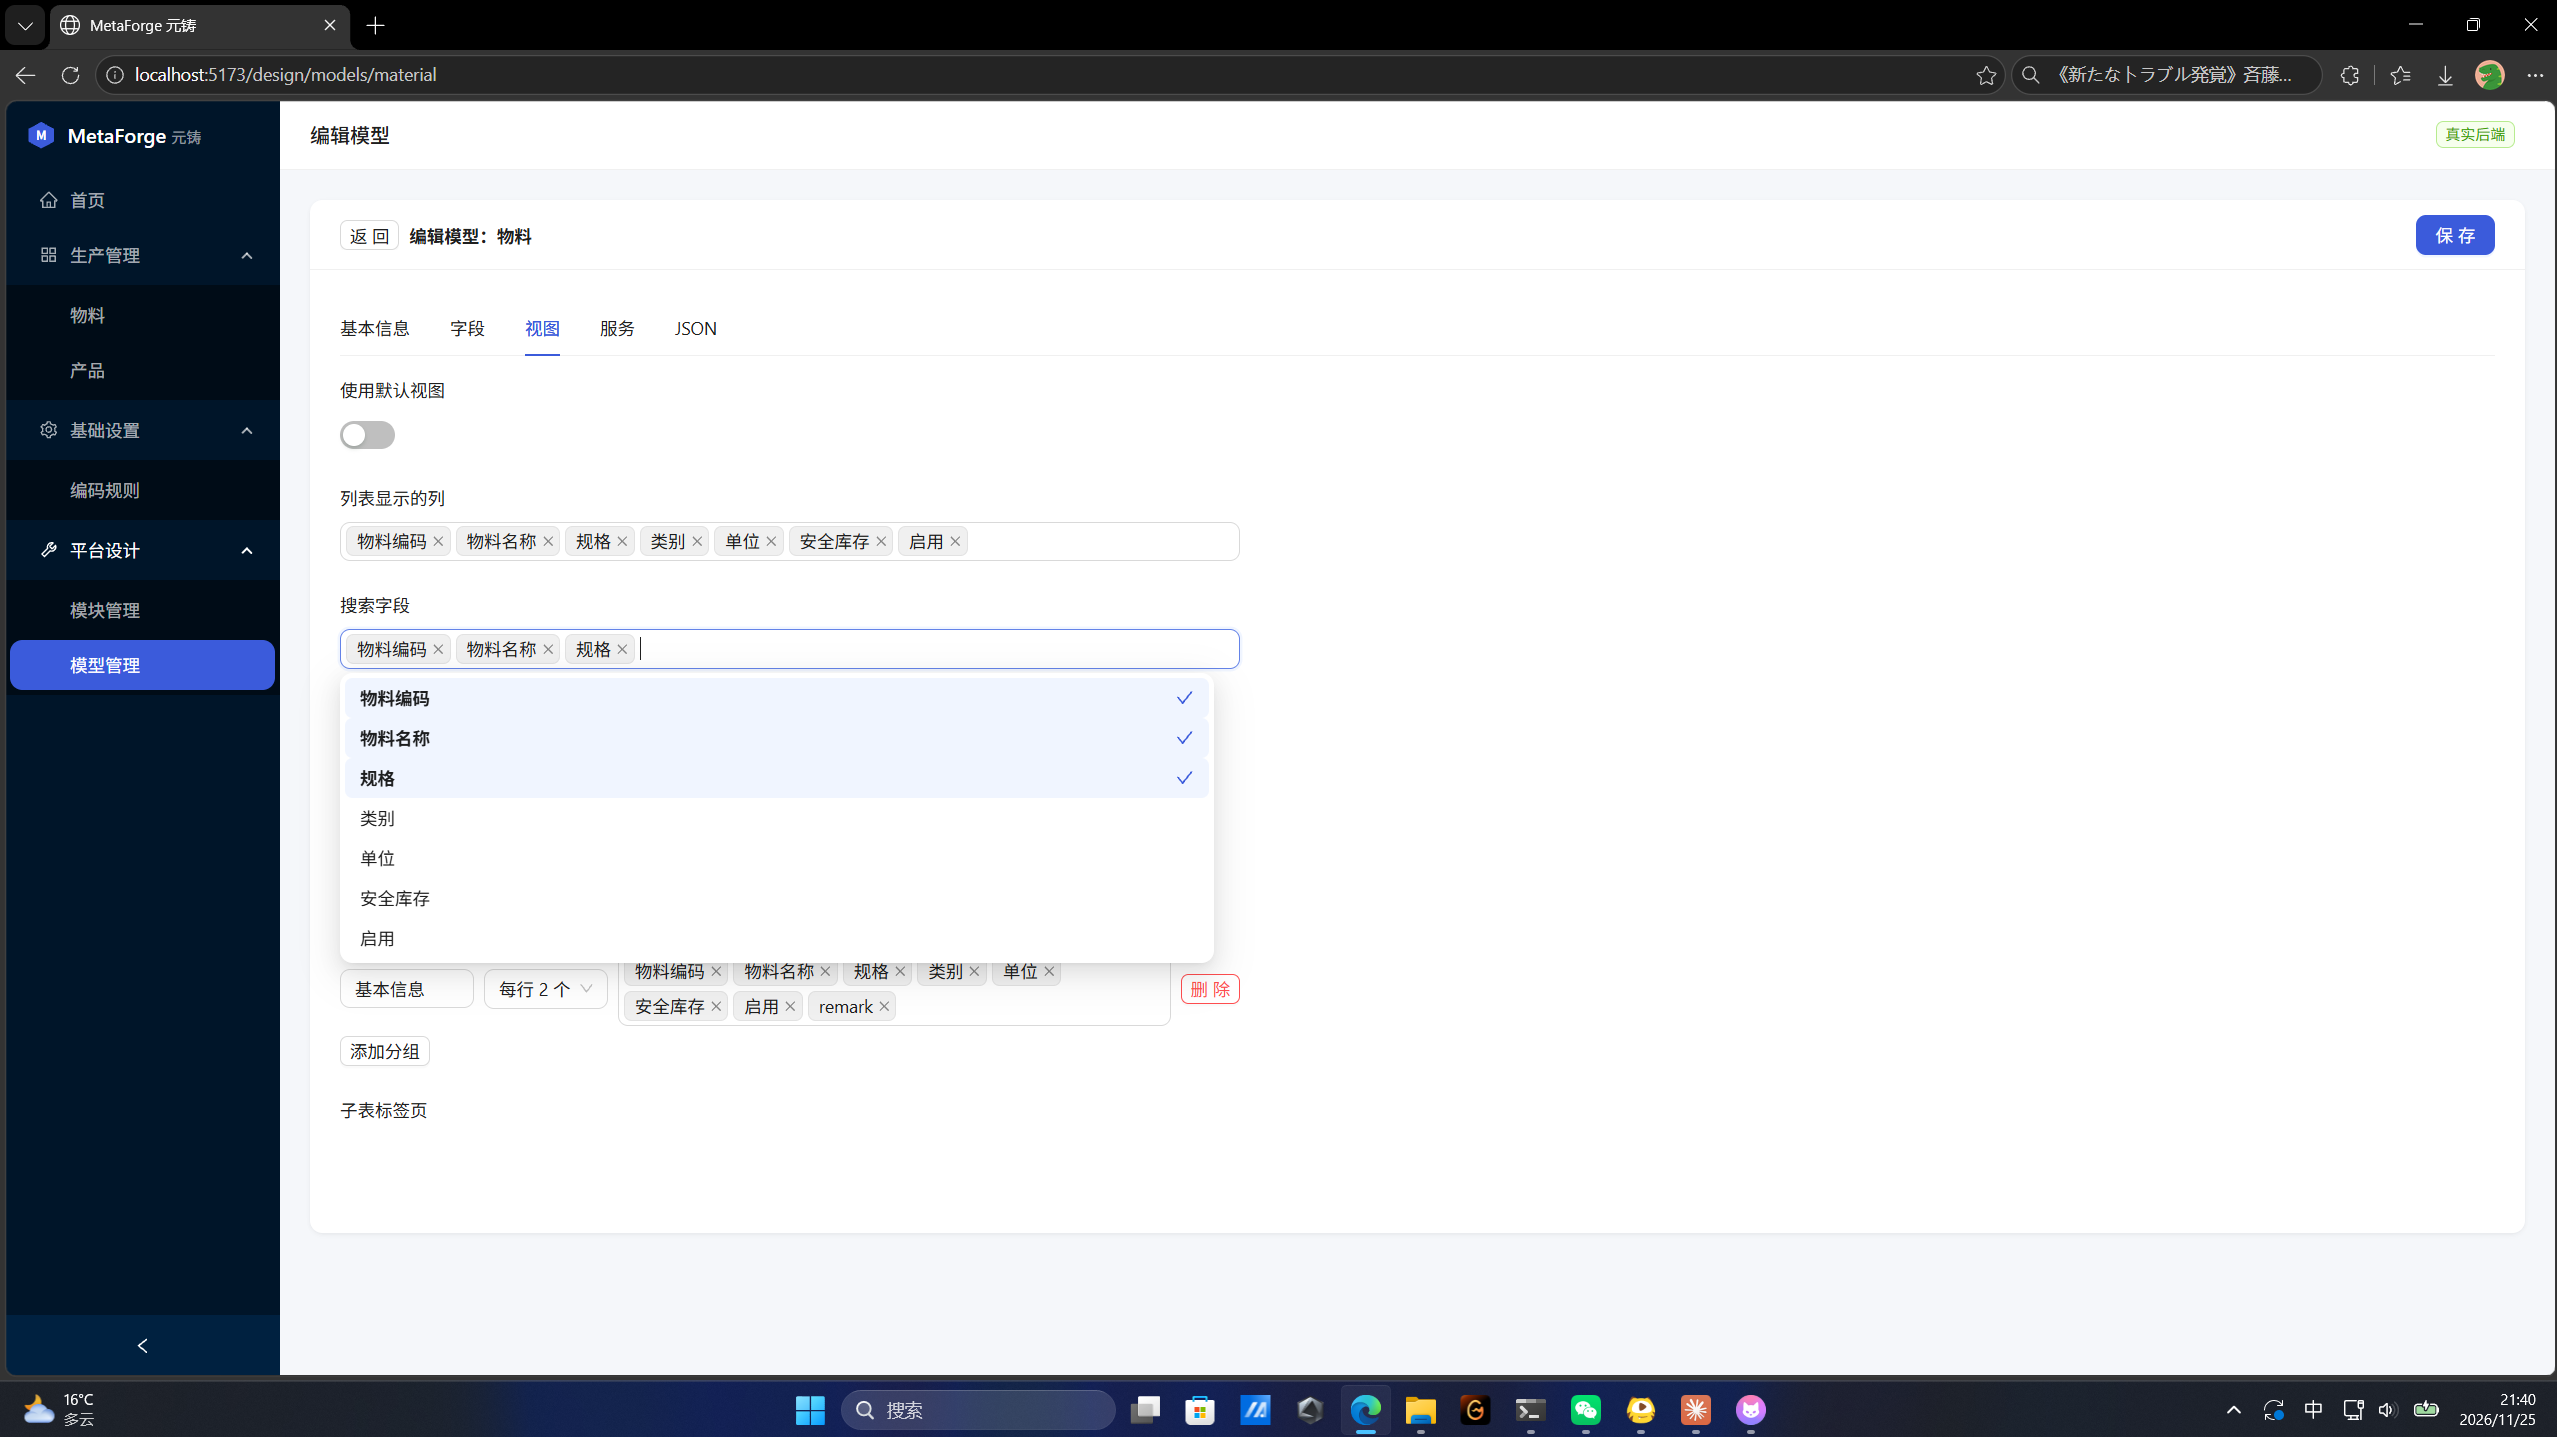 MetaForge 元铸
localhost:5173/design/models/material
《新たなトラブル発覚》斉藤...
M
MetaForge 元铸
首页
生产管理
物料
产品
基础设置
编码规则
平台设计
模块管理
模型管理
编辑模型
真实后端
返 回
编辑模型：物料
保 存
基本信息 字段 视图 服务 JSON
使用默认视图
列表显示的列
物料编码 物料名称 规格 类别 单位 安全库存 启用
搜索字段
物料编码 物料名称 规格
物料编码
物料名称
规格
类别
单位
安全库存
启用
基本信息 每行 2 个
物料编码 物料名称 规格 类别 单位
安全库存 启用 remark
删 除
添加分组
子表标签页
16°C
多云
搜索
中
21:40
2026/11/25